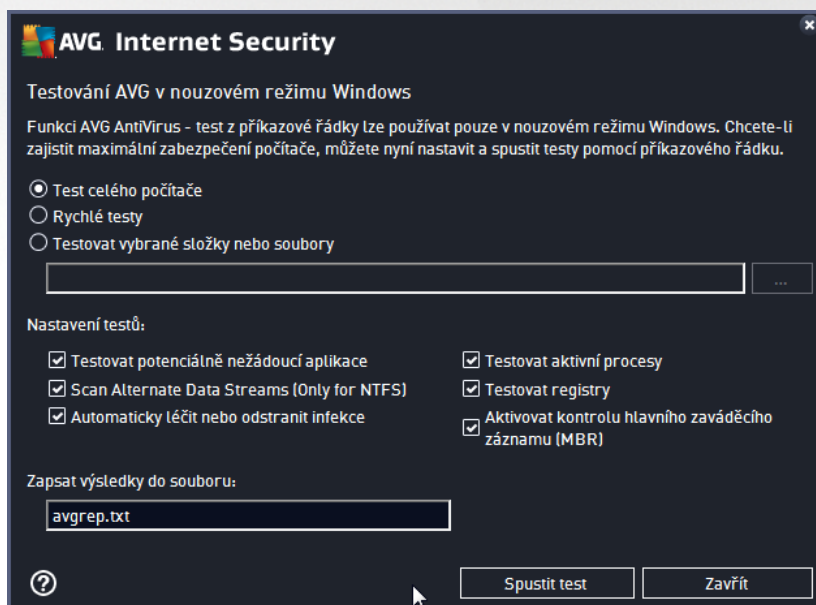 AVG. Internet Security
Testování AVG v nouzovém režimu Windows
Funkci AVG AntiVirus - test z příkazové řádky lze používat pouze v nouzovém režimu Windows. Chcete-li
zajistit maximální zabezpečení počítače, můžete nyní nastavit a spustit testy pomocí příkazového řádku.
Test celého počítače
Rychlé testy
Testovat vybrané složky nebo soubory
...
Nastavení testů:
Testovat potenciálně nežádoucí aplikace
Testovat aktivní procesy
Scan Alternate Data Streams (Only for NTFS)
Testovat registry
Automaticky léčit nebo odstranit infekce
Aktivovat kontrolu hlavního zaváděcího
záznamu (MBR)
Zapsat výsledky do souboru:
avgrep.txt
Spustit test
Zavřít